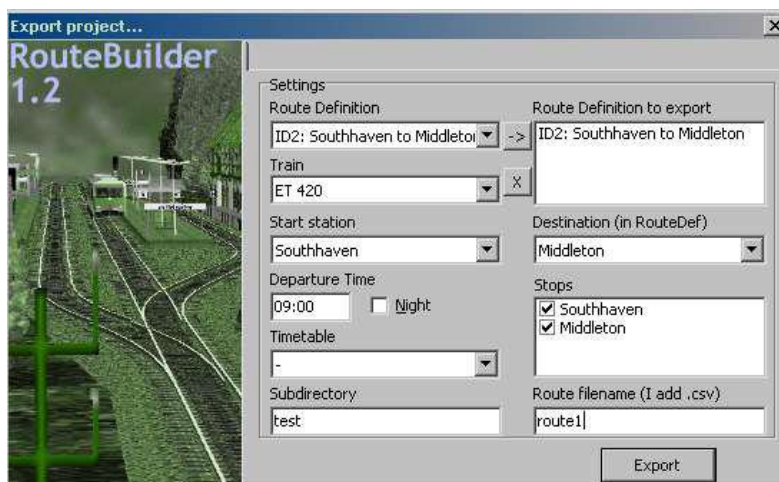 Export project...
RouteBuilder
1.2
Settings
Route Definition
ID2: Southhaven to Middletor
->
Route Definition to export
ID2: Southhaven to Middleton
Train
ET 420
X
Start station
Southhaven
Destination (in RouteDef)
Middleton
Departure Time
09:00
Night
Stops
Southhaven
Middleton
Timetable
-
Subdirectory
test
Route filename (I add .csv)
route1
Export